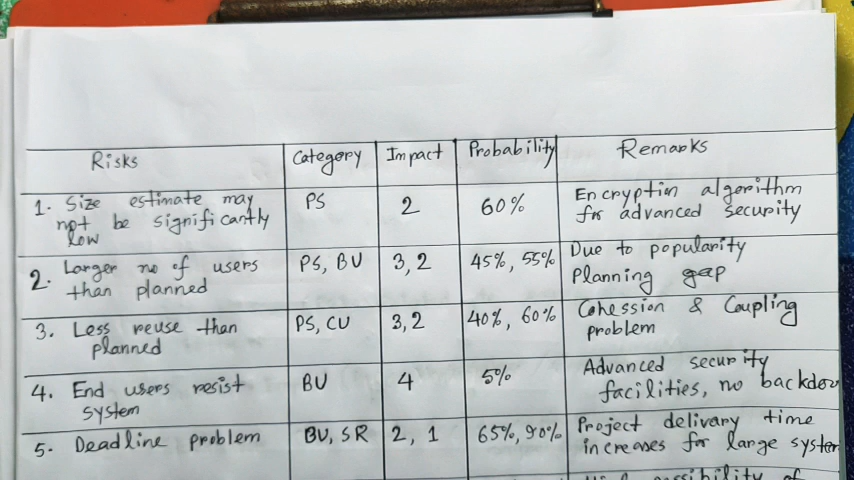 Risks Category Impact Probability Remarks
1. Size estimate may not be significantly low PS 2 60% Encryption algorithm for advanced security
2. Larger no of users than planned PS, BU 3, 2 45%, 55% Due to popularity Planning gap
3. Less reuse than planned PS, CU 3, 2 40%, 60% Cohession & Coupling problem
4. End users resist system BU 4 5% Advanced security facilities, no backdoor
5. Deadline problem BU, SR 2, 1 65%, 90% Project delivary time increases for large system
of